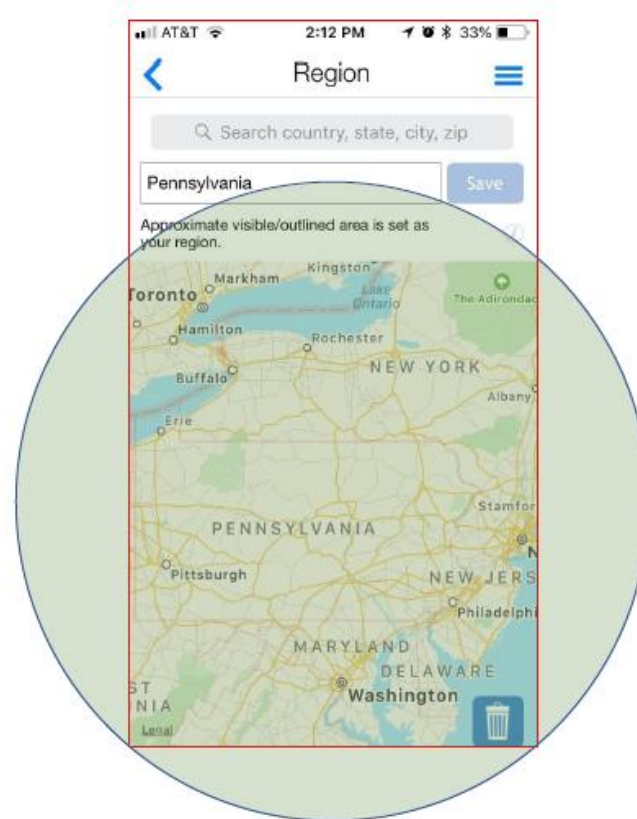 AT&T 2:12 PM 33%
Region
Search country, state, city, zip
Pennsylvania Save
Approximate visible/outlined area is set as
your region.
Kingston
Markham
Lake
Ontario
Toronto
The Adirondac
Hamilton
Rochester
NEW YORK
Buffalo
Albany
Erie
Stamfor
PENNSYLVANIA
N
Pittsburgh
NEW JERS
Philadelphi
MARYLAND
DELAWARE
ST
NIA
Washington
Legal